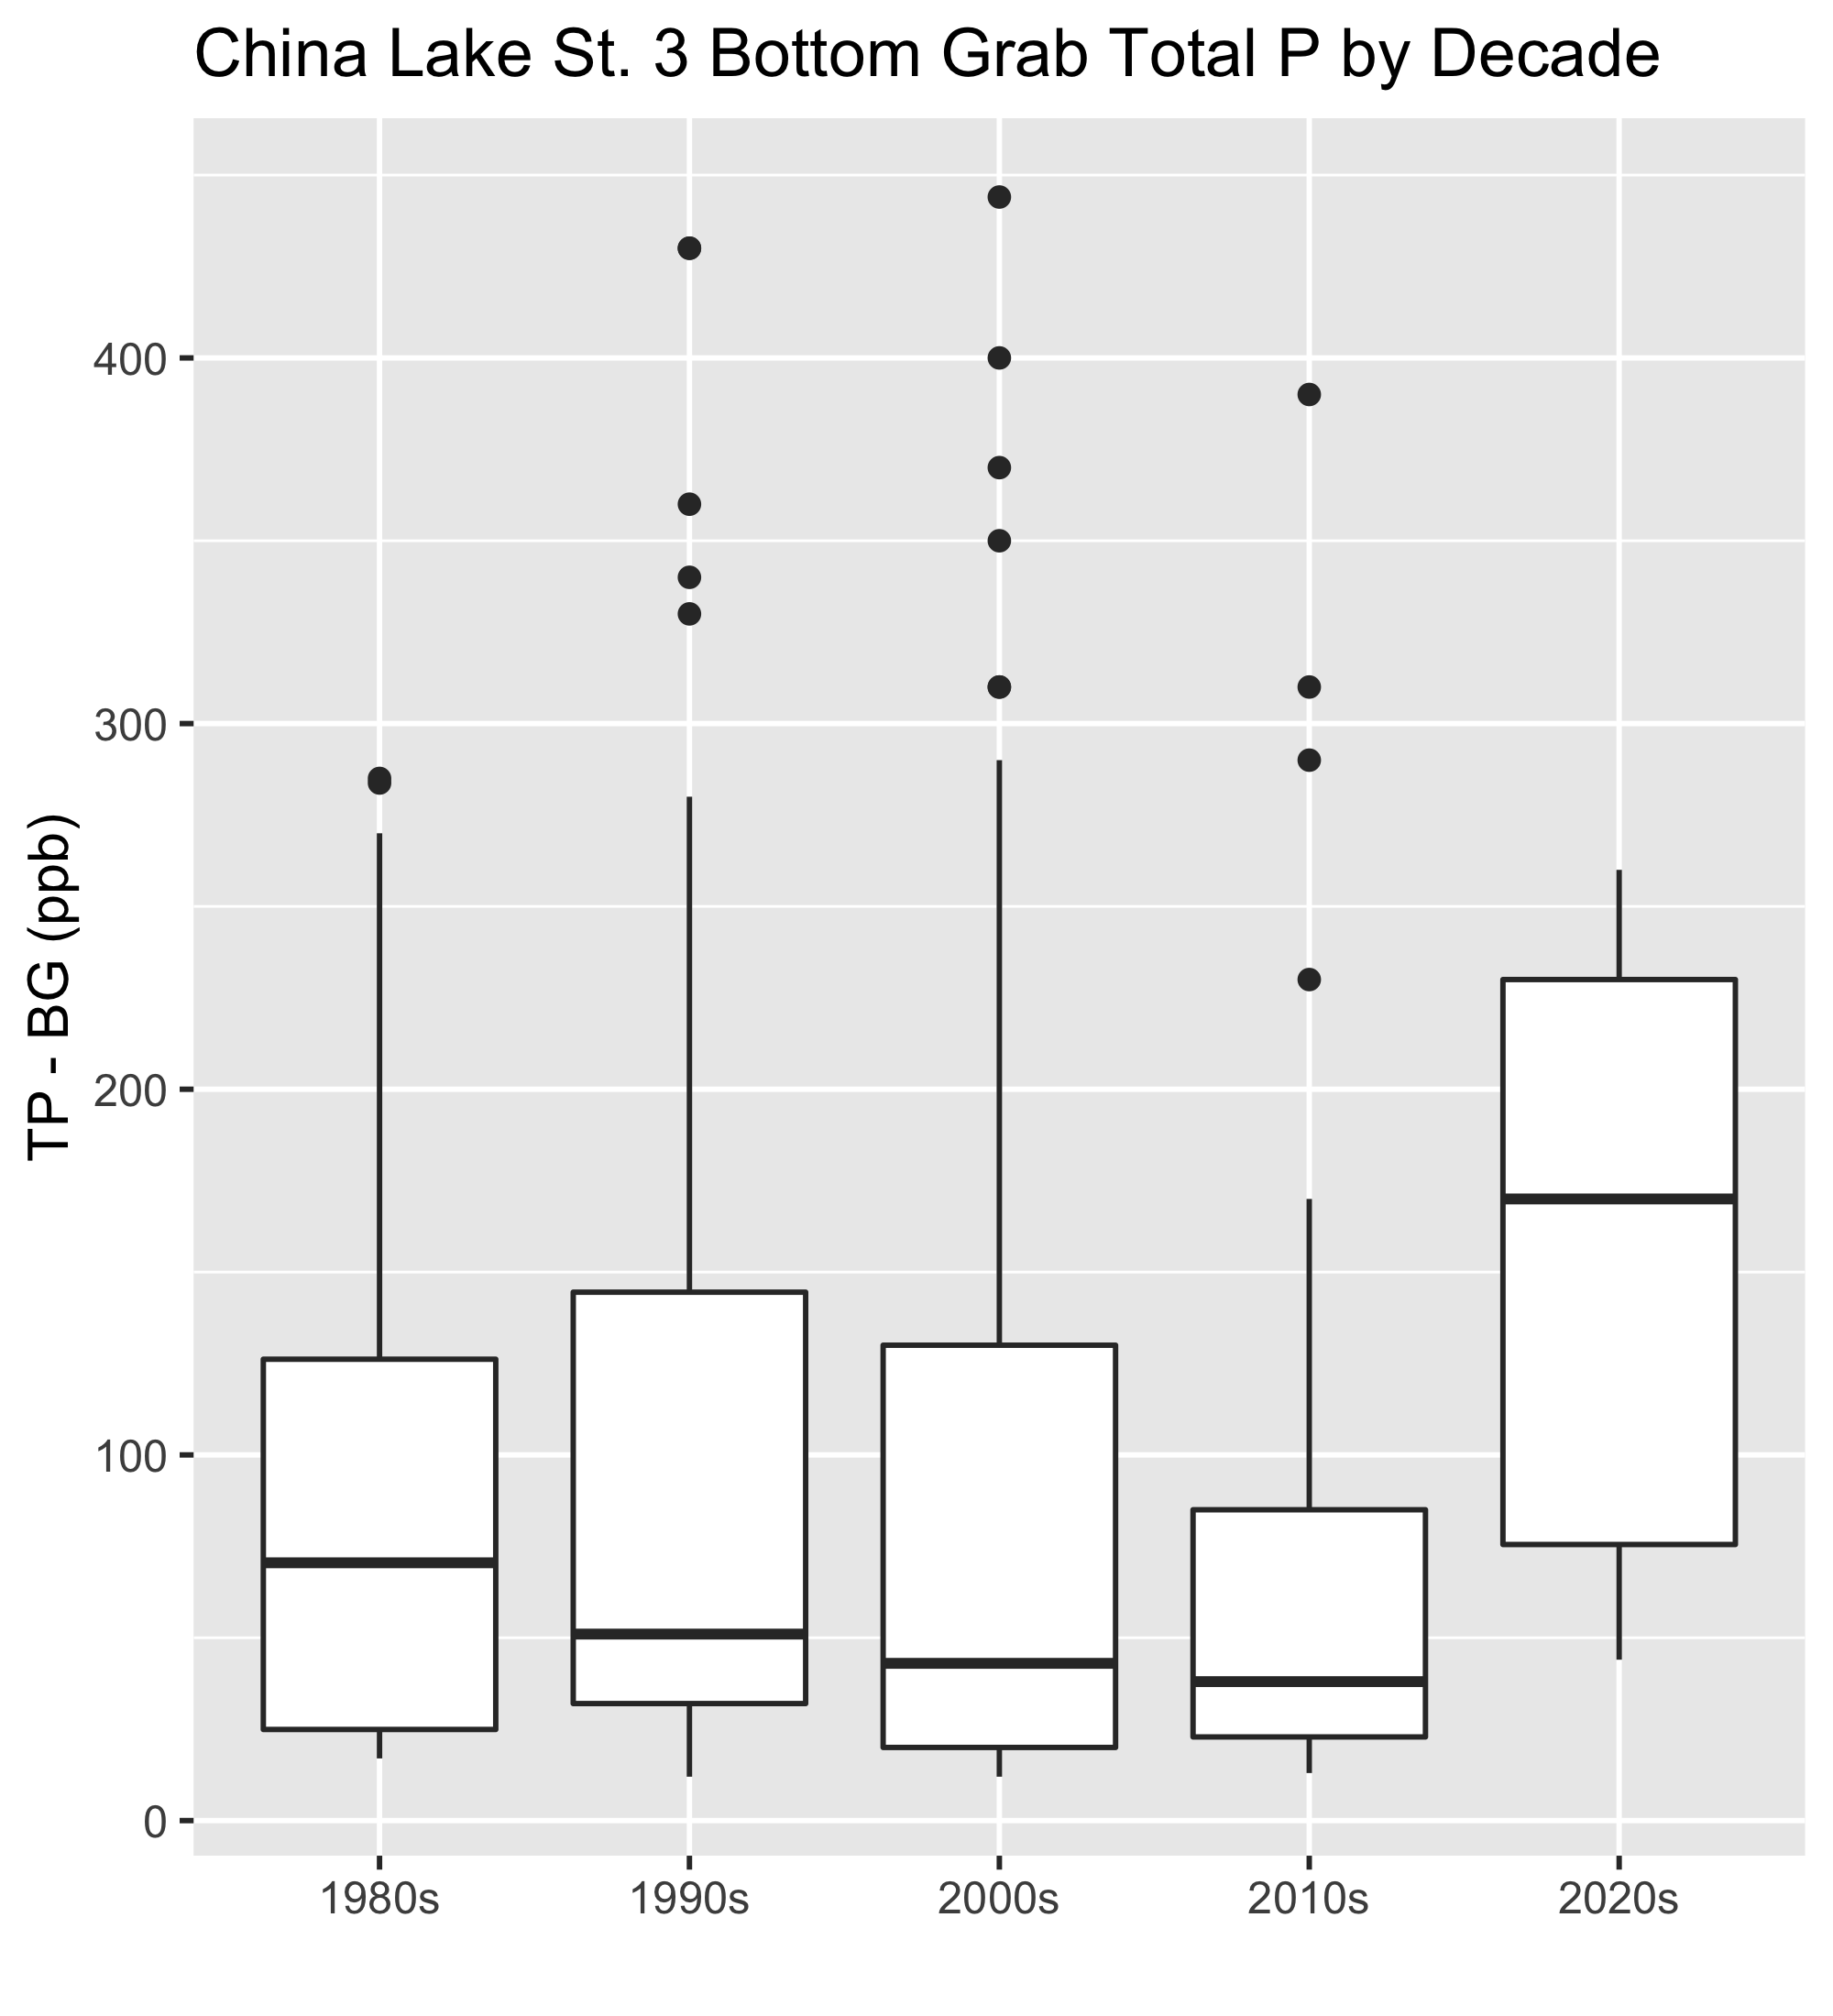 China Lake St. 3 Bottom Grab Total P by Decade
TP - BG (ppb)
400
300
200
100
0
1980s
1990s
2000s
2010s
2020s